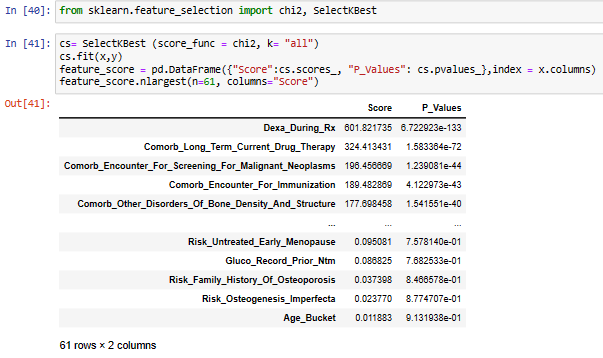 In [40]: from sklearn.feature_selection import chi2, SelectKBest
In [41]: cs= SelectKBest (score_func = chi2, k= "all")
cs.fit(x,y)
feature_score = pd.DataFrame({"Score":cs.scores_, "P_Values": cs.pvalues_},index = x.columns)
feature_score.nlargest(n=61, columns="Score")
Out[41]:
Score P_Values
Dexa_During_Rx 601.821735 6.722923e-133
Comorb_Long_Term_Current_Drug_Therapy 324.413431 1.583364e-72
Comorb_Encounter_For_Screening_For_Malignant_Neoplasms 196.456669 1.239081e-44
Comorb_Encounter_For_Immunization 189.482869 4.122973e-43
Comorb_Other_Disorders_Of_Bone_Density_And_Structure 177.698458 1.541551e-40
... ... ...
Risk_Untreated_Early_Menopause 0.095081 7.578140e-01
Gluco_Record_Prior_Ntm 0.086825 7.682533e-01
Risk_Family_History_Of_Osteoporosis 0.037398 8.466578e-01
Risk_Osteogenesis_Imperfecta 0.023770 8.774707e-01
Age_Bucket 0.011883 9.131938e-01
61 rows × 2 columns